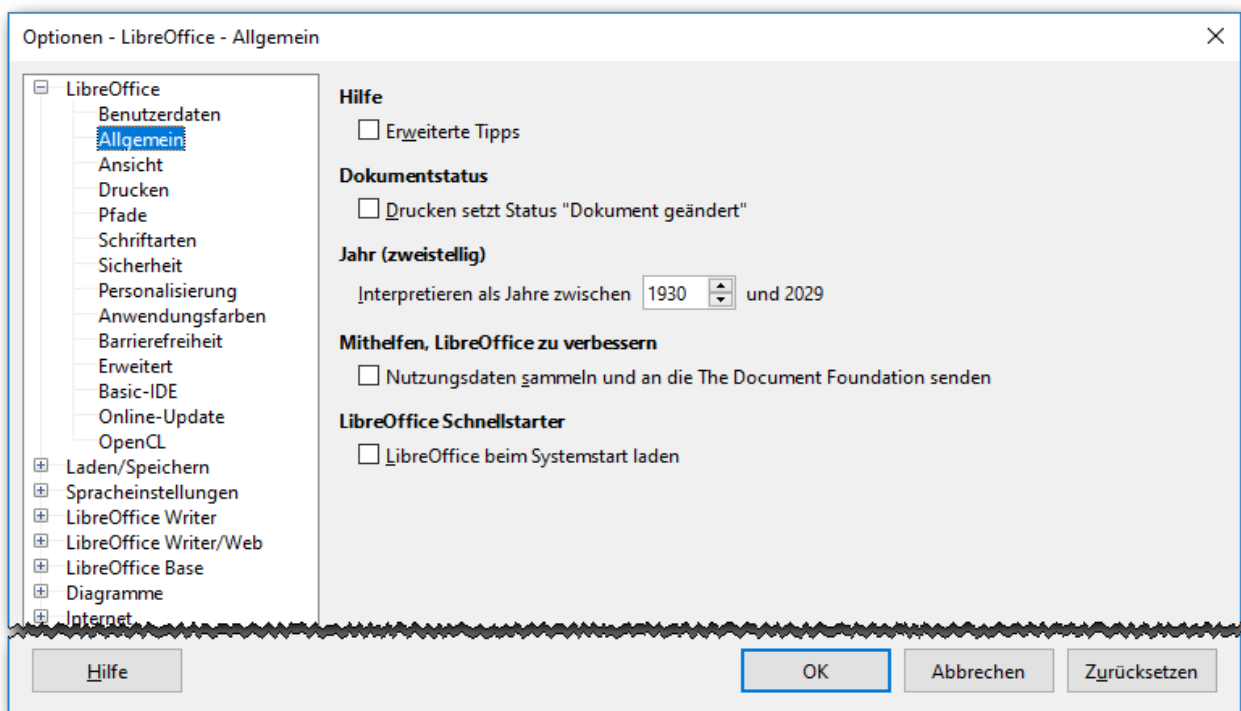 Optionen - LibreOffice - Allgemein
LibreOffice
Benutzerdaten
Allgemein
Ansicht
Drucken
Pfade
Schriftarten
Sicherheit
Personalisierung
Anwendungsfarben
Barrierefreiheit
Erweitert
Basic-IDE
Online-Update
OpenCL
Laden/Speichern
Spracheinstellungen
LibreOffice Writer
LibreOffice Writer/Web
LibreOffice Base
Diagramme
Internet
Hilfe
Erweiterte Tipps
Dokumentstatus
Drucken setzt Status "Dokument geändert"
Jahr (zweistellig)
Interpretieren als Jahre zwischen 1930 und 2029
Mithelfen, LibreOffice zu verbessern
Nutzungsdaten sammeln und an die The Document Foundation senden
LibreOffice Schnellstarter
LibreOffice beim Systemstart laden
Hilfe OK Abbrechen Zurücksetzen